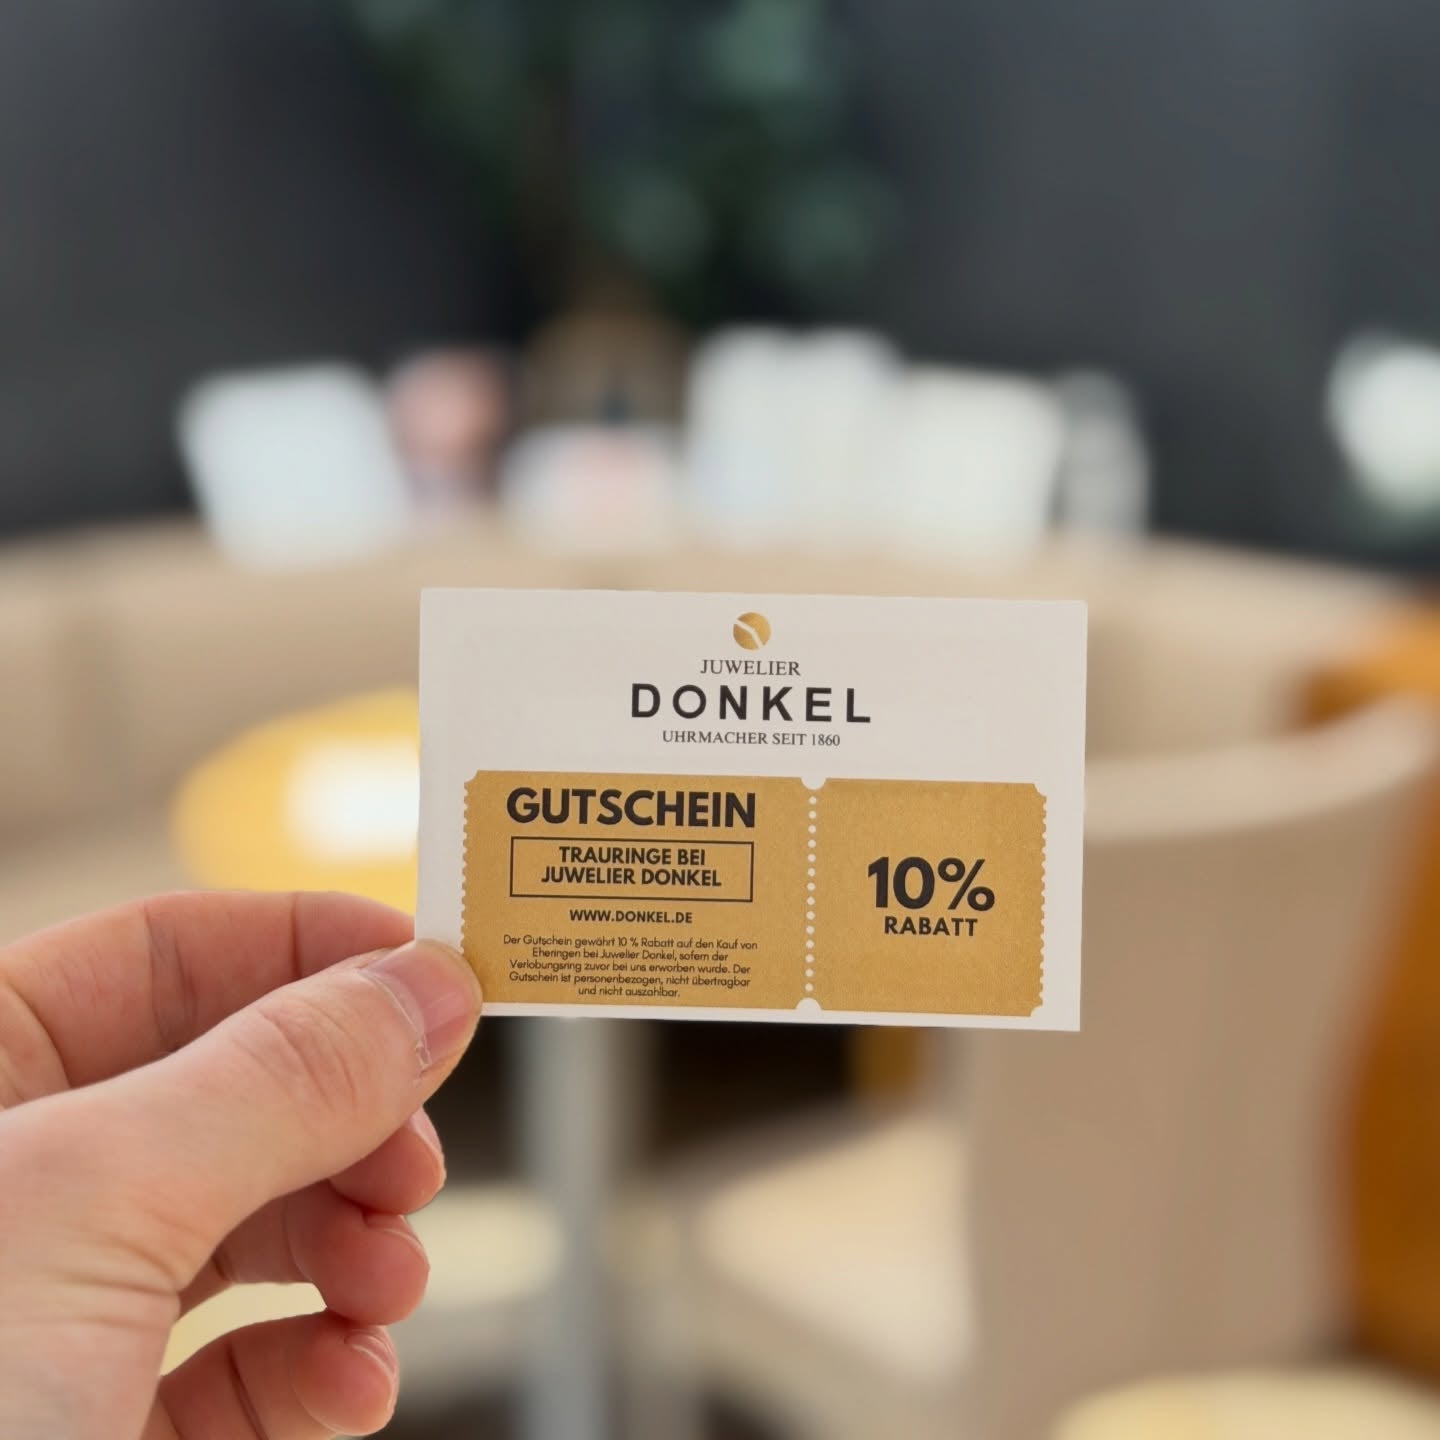 JUWELIER
DONKEL
UHRMACHER SEIT 1860
GUTSCHEIN
TRAURINGE BEI
JUWELIER DONKEL
WWW.DONKEL.DE
Der Gutschein gewährt 10 % Rabatt auf den Kauf von
Eheringen bei Juwelier Donkel, sofern der
Verlobungsring zuvor bei uns erworben wurde. Der
Gutschein ist personenbezogen, nicht übertragbar
und nicht auszahlbar.
10%
RABATT